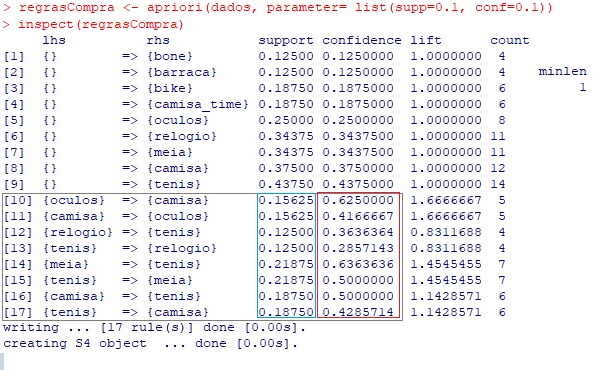 > regrasCompra <- apriori(dados, parameter= list(supp=0.1, conf=0.1))
> inspect(regrasCompra)
     lhs          rhs           support confidence lift      count
[1]  {}        => {bone}        0.12500 0.1250000  1.0000000 4
[2]  {}        => {barraca}     0.12500 0.1250000  1.0000000 4     minlen
[3]  {}        => {bike}        0.18750 0.1875000  1.0000000 6     1
[4]  {}        => {camisa_time} 0.18750 0.1875000  1.0000000 6
[5]  {}        => {oculos}      0.25000 0.2500000  1.0000000 8
[6]  {}        => {relogio}     0.34375 0.3437500  1.0000000 11
[7]  {}        => {meia}        0.34375 0.3437500  1.0000000 11
[8]  {}        => {camisa}      0.37500 0.3750000  1.0000000 12
[9]  {}        => {tenis}       0.43750 0.4375000  1.0000000 14
[10] {oculos}  => {camisa}      0.15625 0.6250000  1.6666667 5
[11] {camisa}  => {oculos}      0.15625 0.4166667  1.6666667 5
[12] {relogio} => {tenis}       0.12500 0.3636364  0.8311688 4
[13] {tenis}   => {relogio}     0.12500 0.2857143  0.8311688 4
[14] {meia}    => {tenis}       0.21875 0.6363636  1.4545455 7
[15] {tenis}   => {meia}        0.21875 0.5000000  1.4545455 7
[16] {camisa}  => {tenis}       0.18750 0.5000000  1.1428571 6
[17] {tenis}   => {camisa}      0.18750 0.4285714  1.1428571 6
writing ... [17 rule(s)] done [0.00s].
creating S4 object  ... done [0.00s].